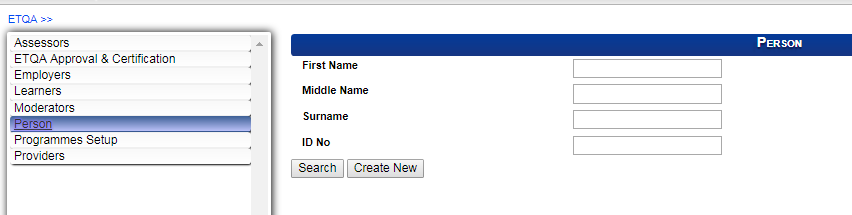 ETQA >>
Assessors
ETQA Approval & Certification
Employers
Learners
Moderators
Person
Programmes Setup
Providers
Person
First Name
Middle Name
Surname
ID No
Search Create New